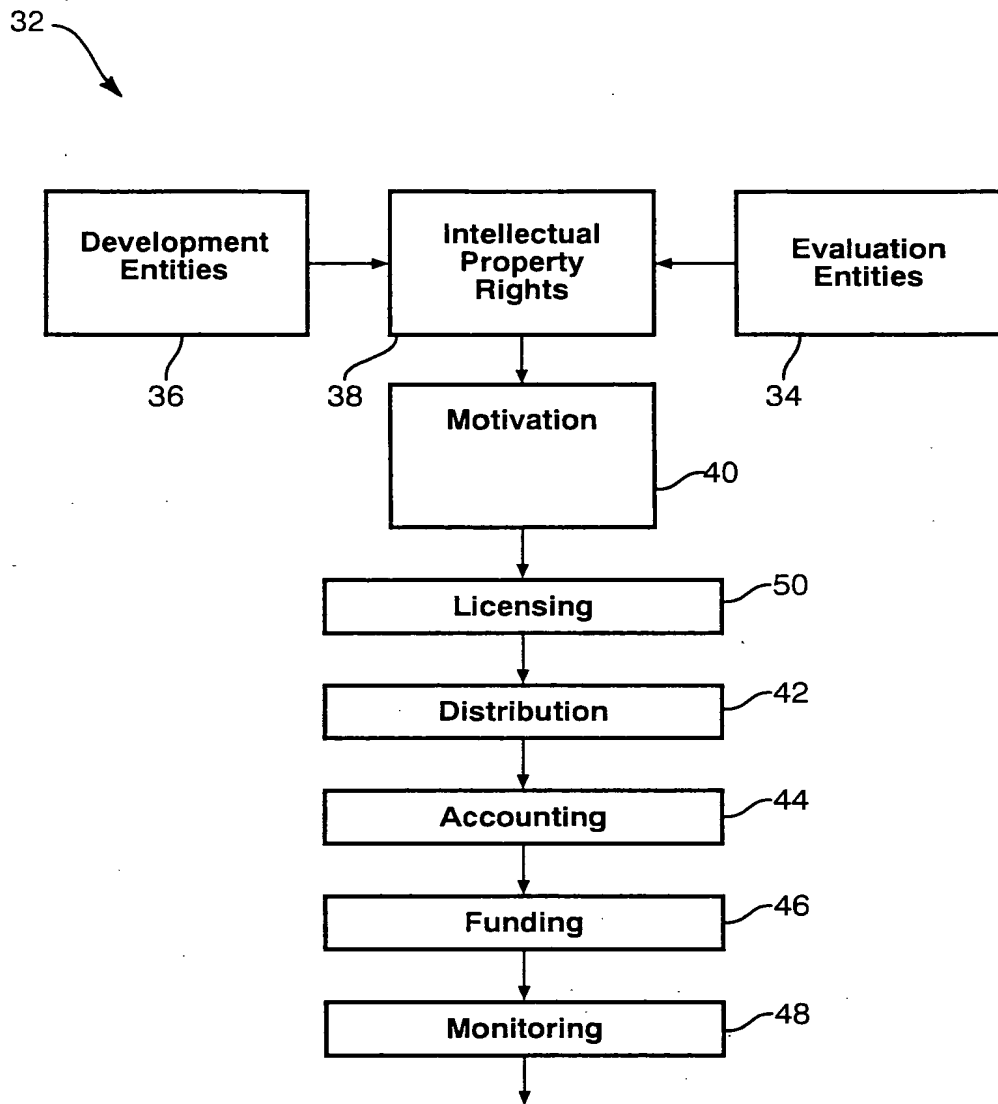 32
Development
Entities
Intellectual
Property
Rights
Evaluation
Entities
36
38
34
Motivation
40
Licensing
50
Distribution
42
Accounting
44
Funding
46
Monitoring
48